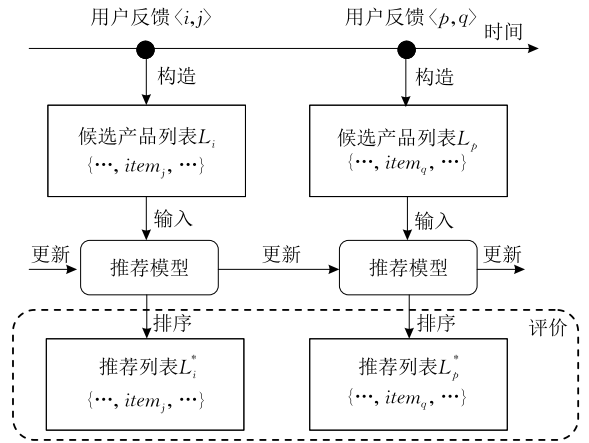 用户反馈⟨i,j⟩
用户反馈⟨p,q⟩
时间
构造
构造
候选产品列表L_i
{…, item_j, …}
候选产品列表L_p
{…, item_q, …}
输入
输入
更新
推荐模型
更新
推荐模型
更新
排序
排序
评价
推荐列表L_i^*
{…, item_j, …}
推荐列表L_p^*
{…, item_q, …}